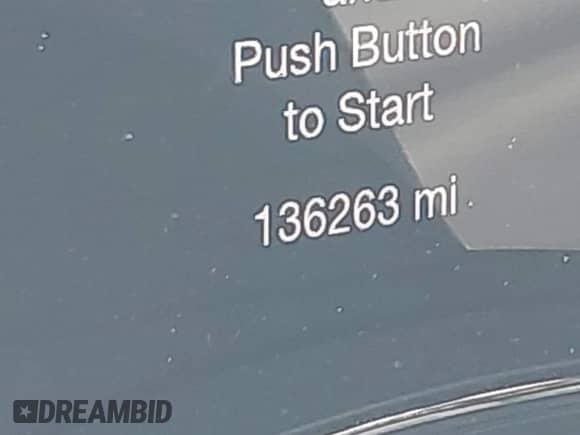 Push Button
to Start
136263 mi
DREAMBID